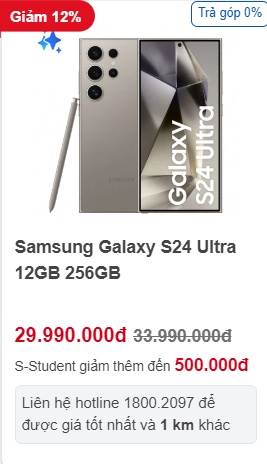 Giảm 12%
Trả góp 0%
Galaxy
S24 Ultra
SAMSUNG
Samsung Galaxy S24 Ultra
12GB 256GB
29.990.000đ 33.990.000đ
S-Student giảm thêm đến 500.000đ
Liên hệ hotline 1800.2097 để
được giá tốt nhất và 1 km khác